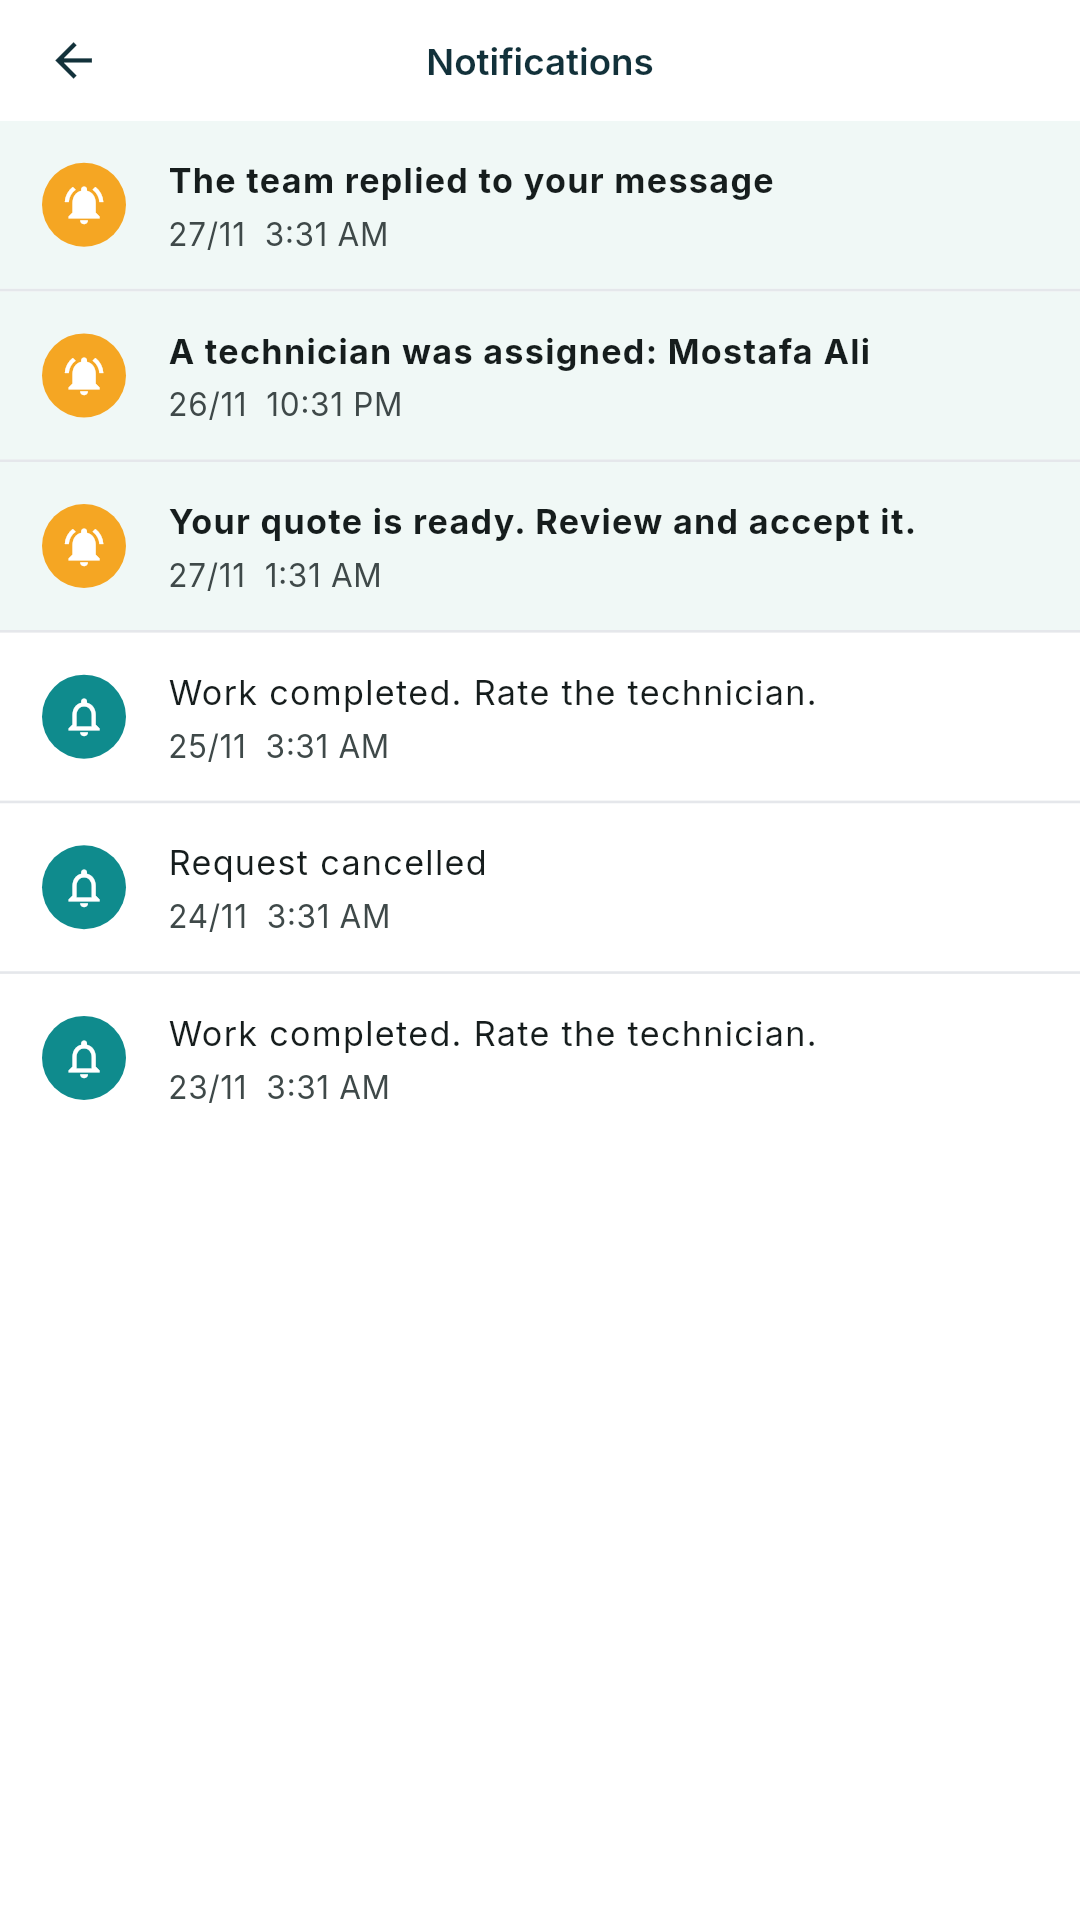 Notifications
The team replied to your message
27/11 3:31 AM
A technician was assigned: Mostafa Ali
26/11 10:31 PM
Your quote is ready. Review and accept it.
27/11 1:31 AM
Work completed. Rate the technician.
25/11 3:31 AM
Request cancelled
24/11 3:31 AM
Work completed. Rate the technician.
23/11 3:31 AM